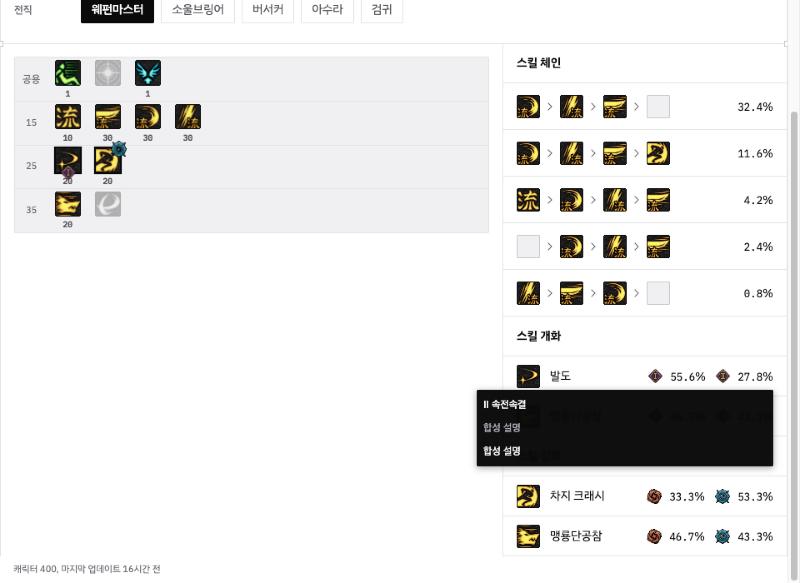 전직 웨펀마스터 소울브링어 버서커 아수라 검귀
공용 1 1
15 10 30 30 30
25 20 20
35 20
스킬 체인
32.4%
11.6%
4.2%
2.4%
0.8%
스킬 개화
발도 55.6% 27.8%
II 속전속결
합성 설명
합성 설명
차지 크래시 33.3% 53.3%
맹룡단공참 46.7% 43.3%
캐릭터 400, 마지막 업데이트 16시간 전